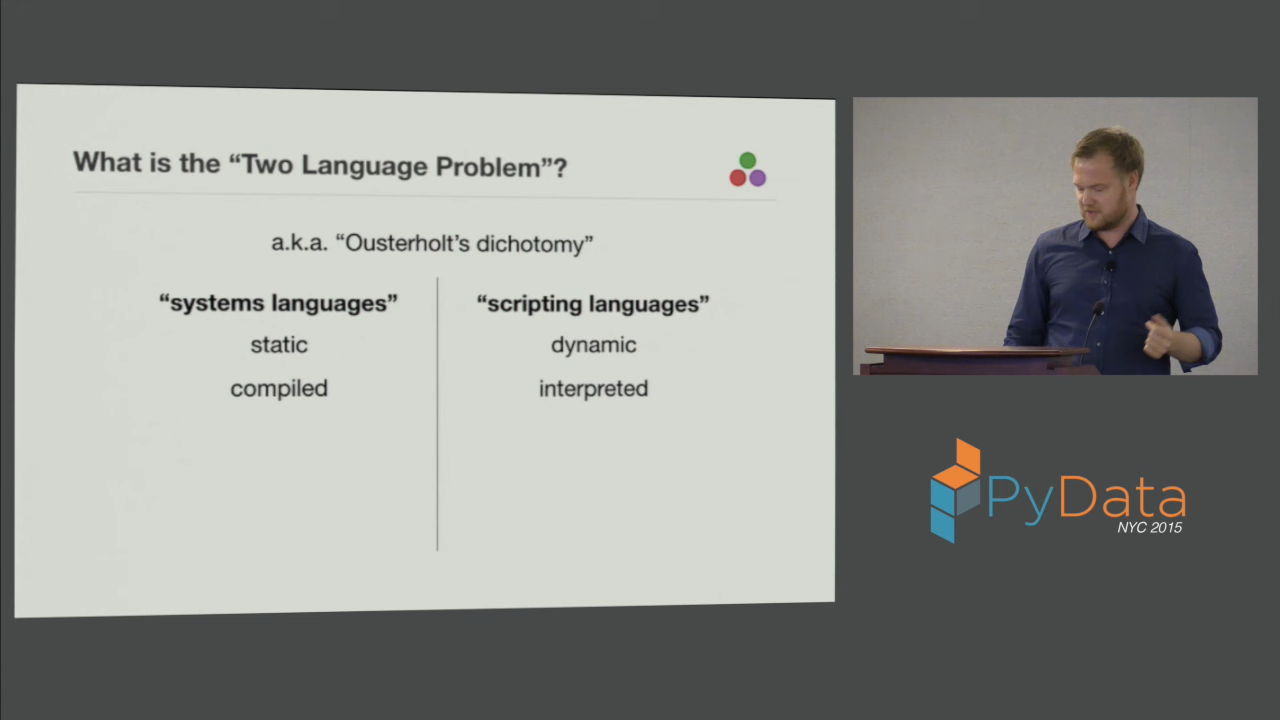 What is the “Two Language Problem”?
a.k.a. “Ousterholt’s dichotomy”
“systems languages”
static
compiled
“scripting languages”
dynamic
interpreted
PyData
NYC 2015